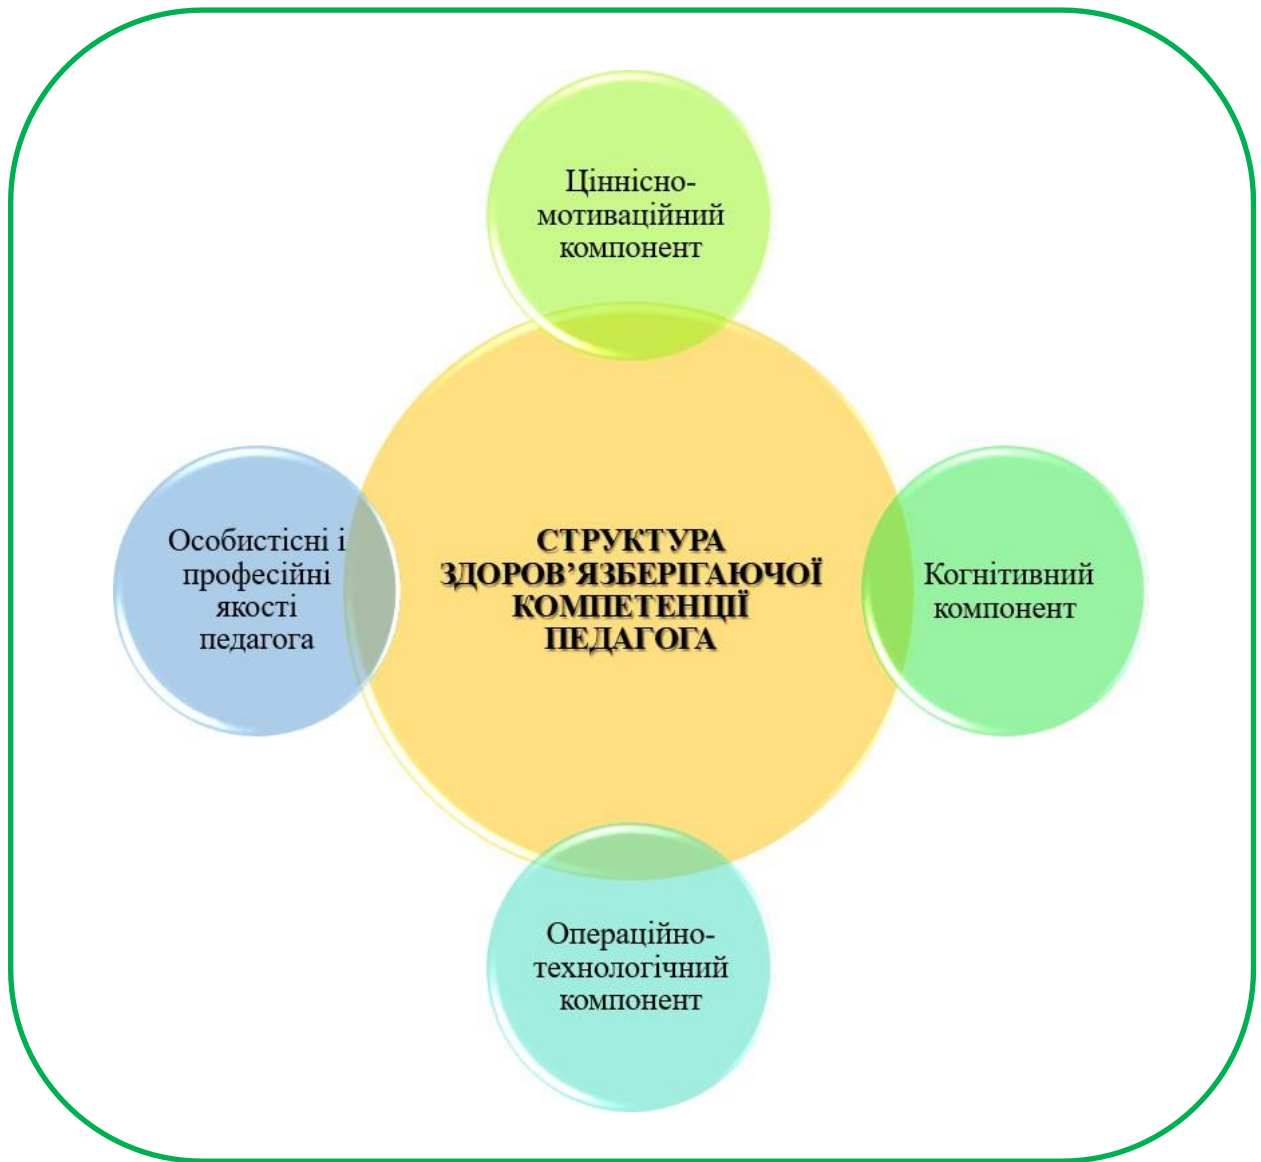 Ціннісно-
мотиваційний
компонент
Особистісні і
професійні
якості
педагога
СТРУКТУРА
ЗДОРОВ’ЯЗБЕРІГАЮЧОЇ
КОМПЕТЕНЦІЇ
ПЕДАГОГА
Когнітивний
компонент
Операційно-
технологічний
компонент